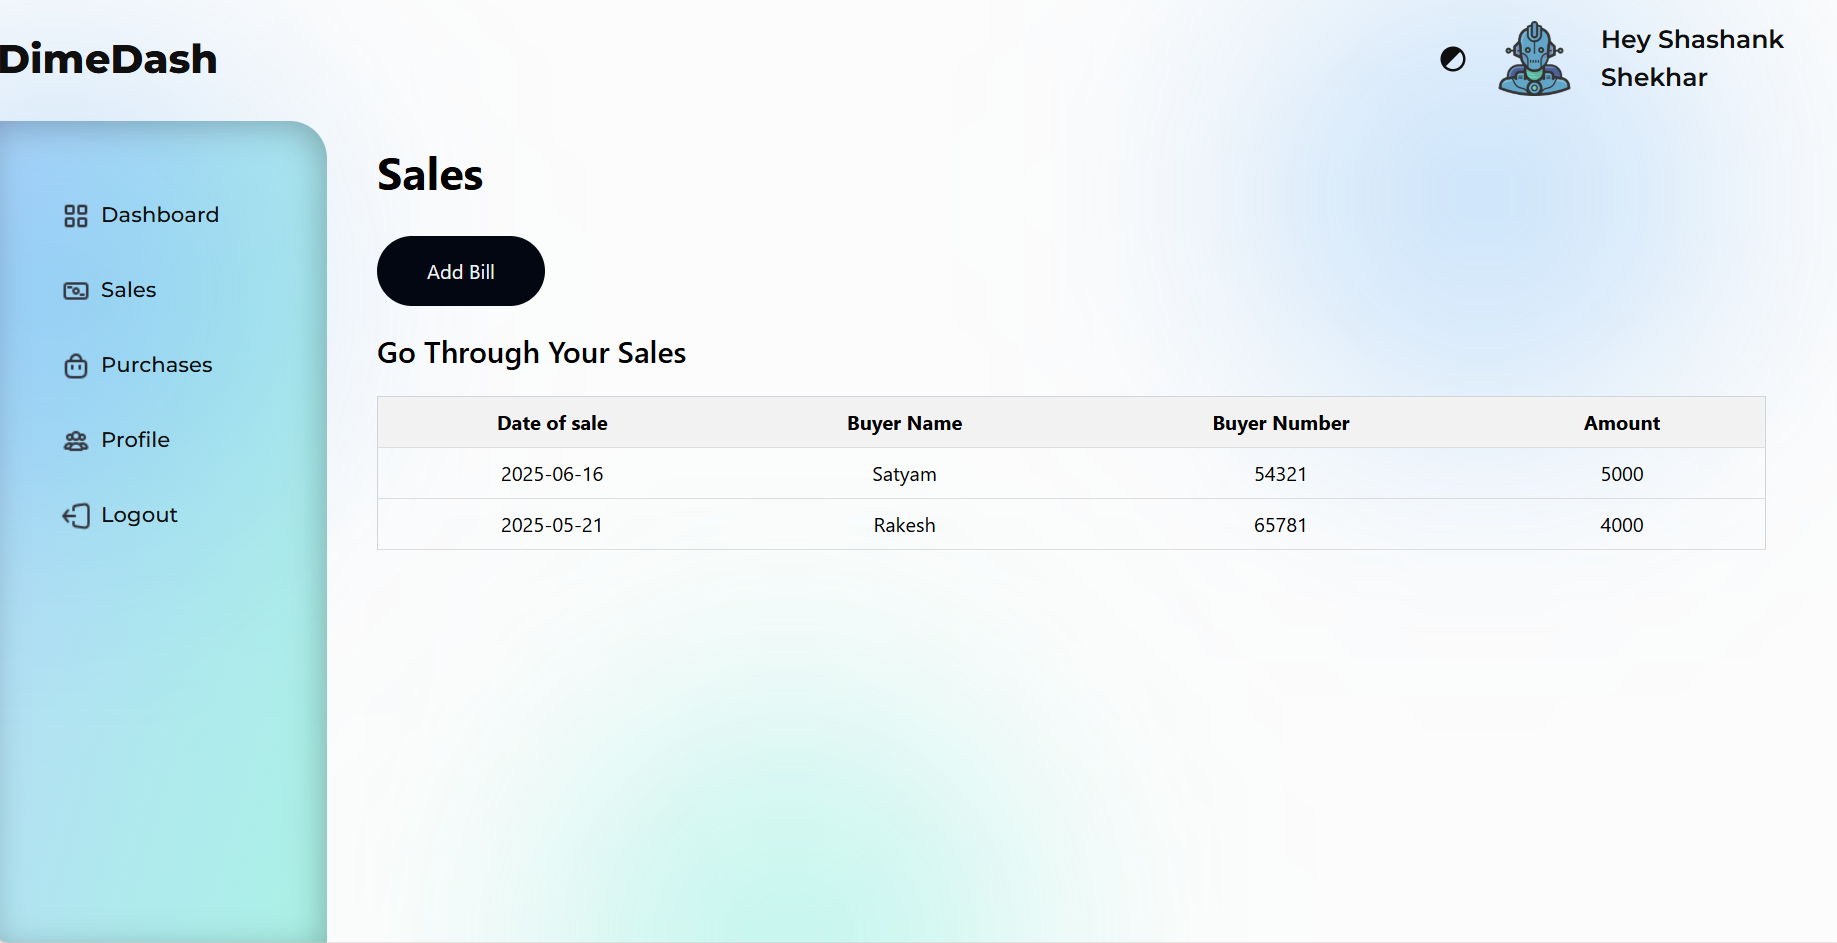 DimeDash
Hey Shashank
Shekhar
Dashboard
Sales
Purchases
Profile
Logout
Sales
Add Bill
Go Through Your Sales
Date of sale Buyer Name Buyer Number Amount
2025-06-16 Satyam 54321 5000
2025-05-21 Rakesh 65781 4000